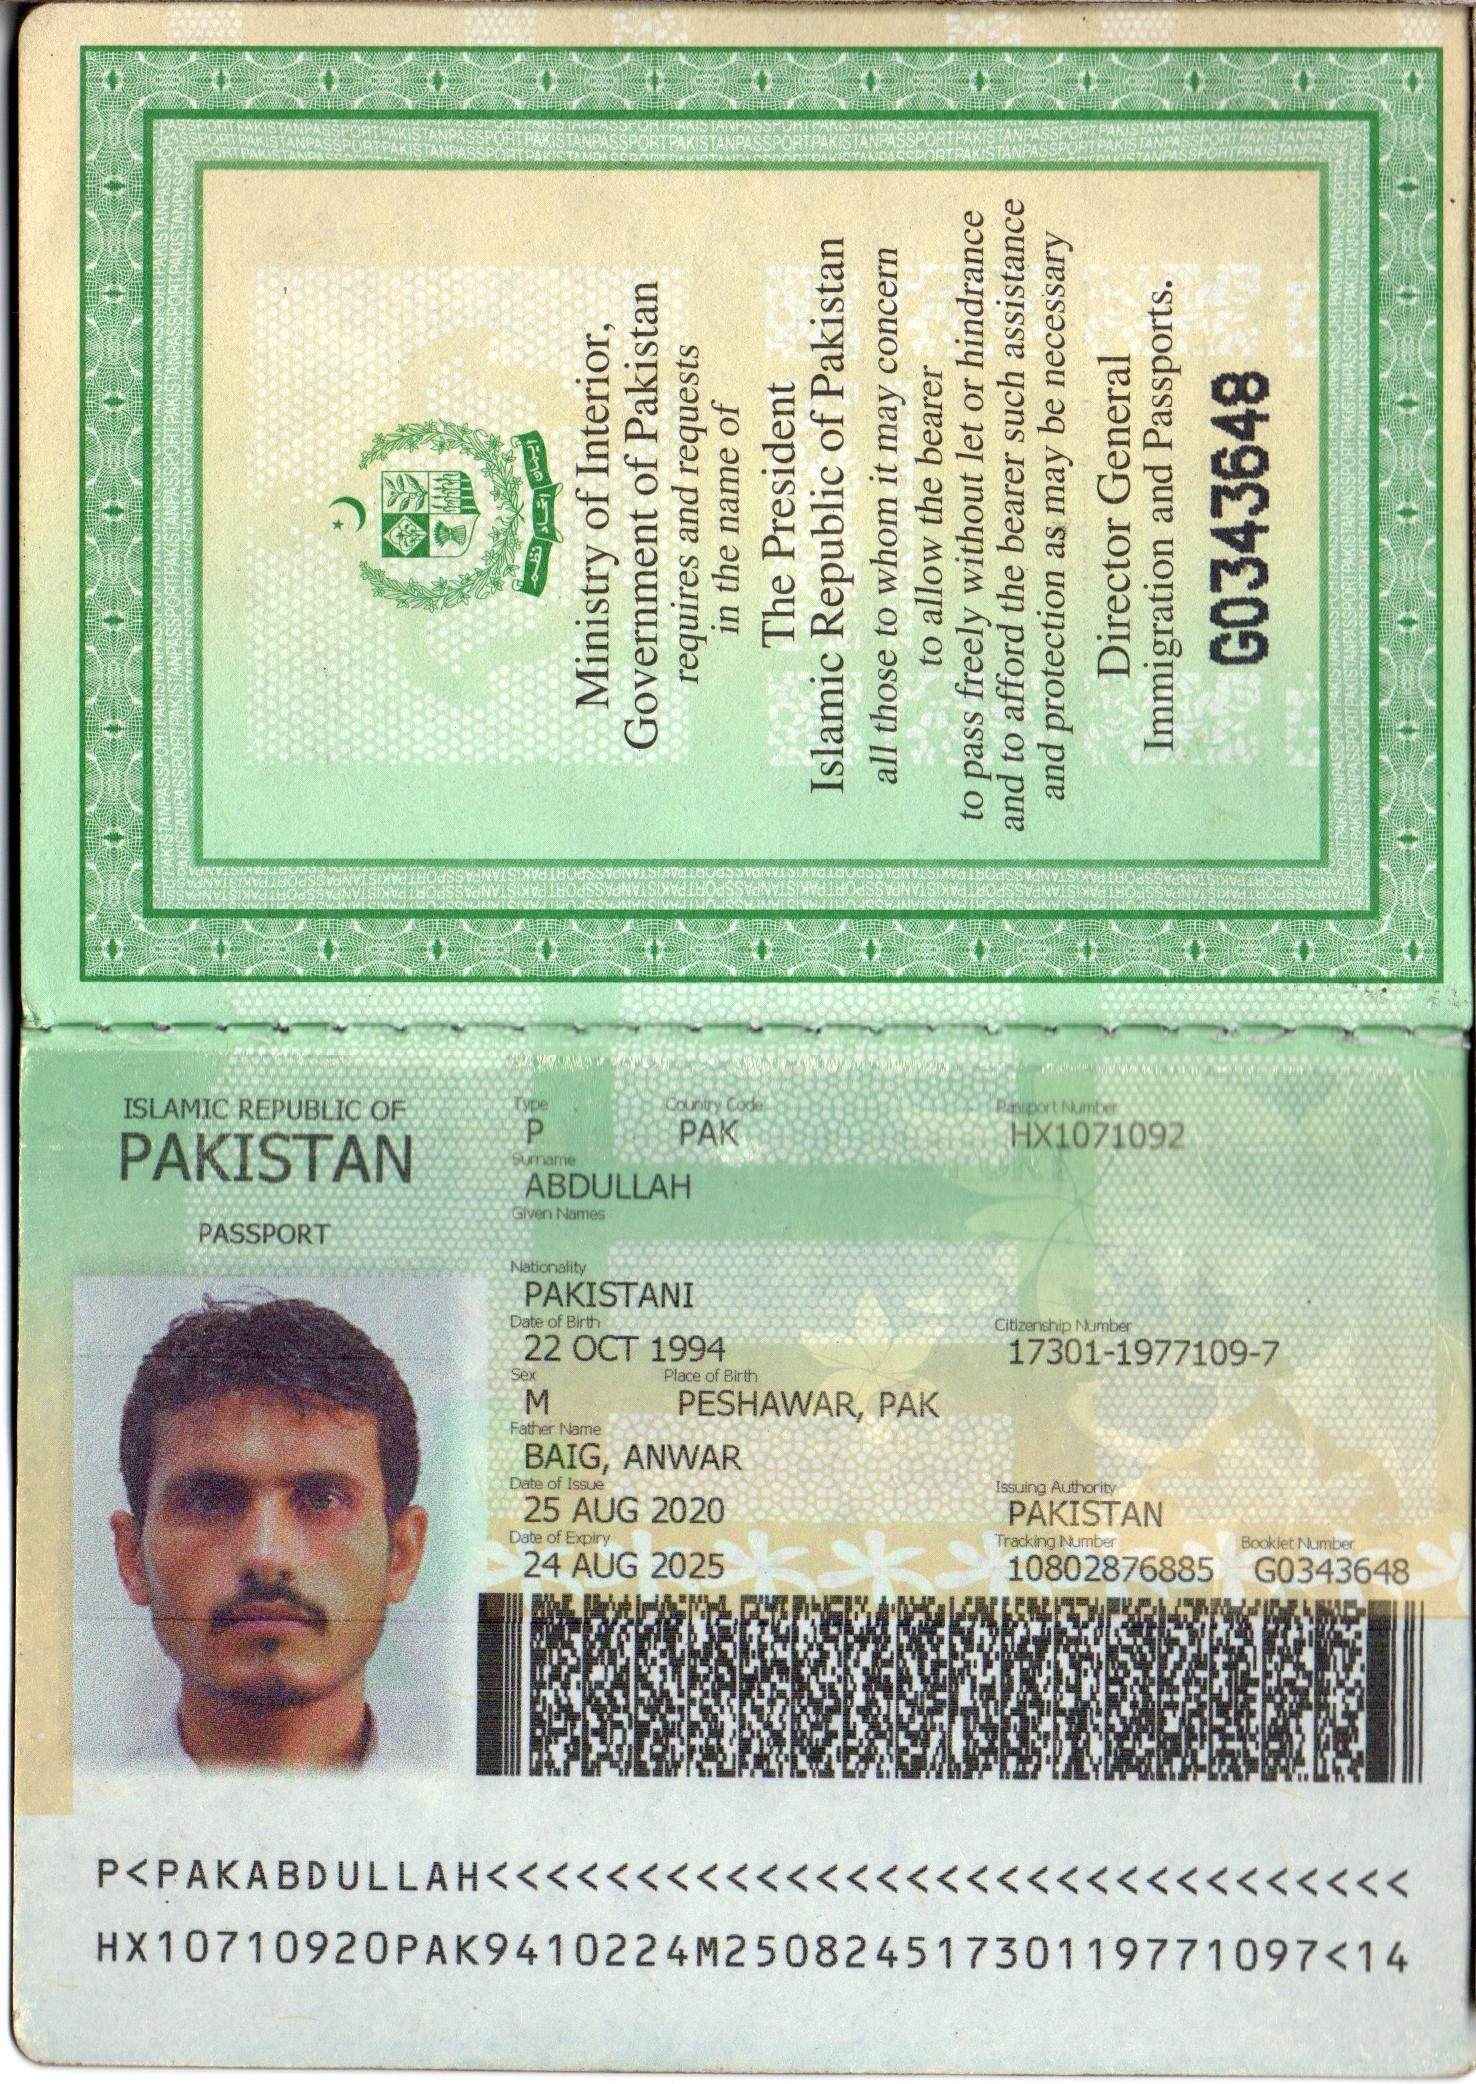 ISLAMIC REPUBLIC OF
PAKISTAN
PASSPORT
Type
Country Code
Passport Number
P
PAK
HX1071092
Surname
ABDULLAH
Given Names
Nationality
PAKISTANI
Date of Birth
Citizenship Number
22 OCT 1994
17301-1977109-7
Sex
Place of Birth
M
PESHAWAR, PAK
Father Name
BAIG, ANWAR
Date of Issue
Issuing Authority
25 AUG 2020
PAKISTAN
Date of Expiry
Tracking Number
Booklet Number
24 AUG 2025
10802876885
G0343648
P<PAKABDULLAH<<<<<<<<<<<<<<<<<<<<<<<<<<<<<<<
HX10710920PAK9410224M25082451730119771097<14
ایمان اتحاد نظم
Ministry of Interior,
Government of Pakistan
requires and requests
in the name of
The President
Islamic Republic of Pakistan
all those to whom it may concern
to allow the bearer
to pass freely without let or hindrance
and to afford the bearer such assistance
and protection as may be necessary
Director General
Immigration and Passports.
G0343648